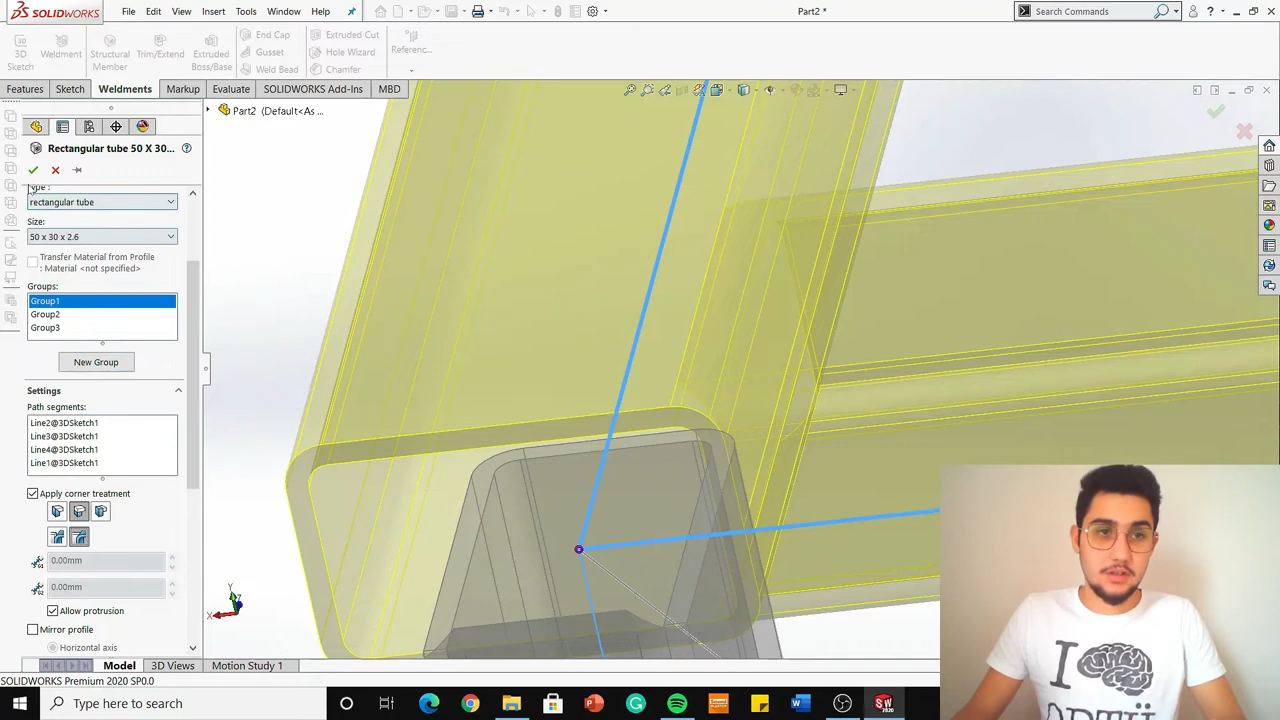 SOLIDWORKS File Edit View Insert Tools Window Help Part2 * Search Commands
3D Sketch Weldment Structural Member Trim/Extend Extruded Boss/Base End Cap Gusset Weld Bead Extruded Cut Hole Wizard Chamfer Referenc...
Features Sketch Weldments Markup Evaluate SOLIDWORKS Add-Ins MBD
Part2 (Default<As ...
Rectangular tube 50 X 30...
Type :
rectangular tube
Size:
50 x 30 x 2.6
Transfer Material from Profile
: Material <not specified>
Groups:
Group1
Group2
Group3
New Group
Settings
Path segments:
Line2@3DSketch1
Line3@3DSketch1
Line4@3DSketch1
Line1@3DSketch1
Apply corner treatment
0.00mm
0.00mm
Allow protrusion
Mirror profile
Horizontal axis
Y
Z
X
Model 3D Views Motion Study 1
SOLIDWORKS Premium 2020 SP0.0
Type here to search
I